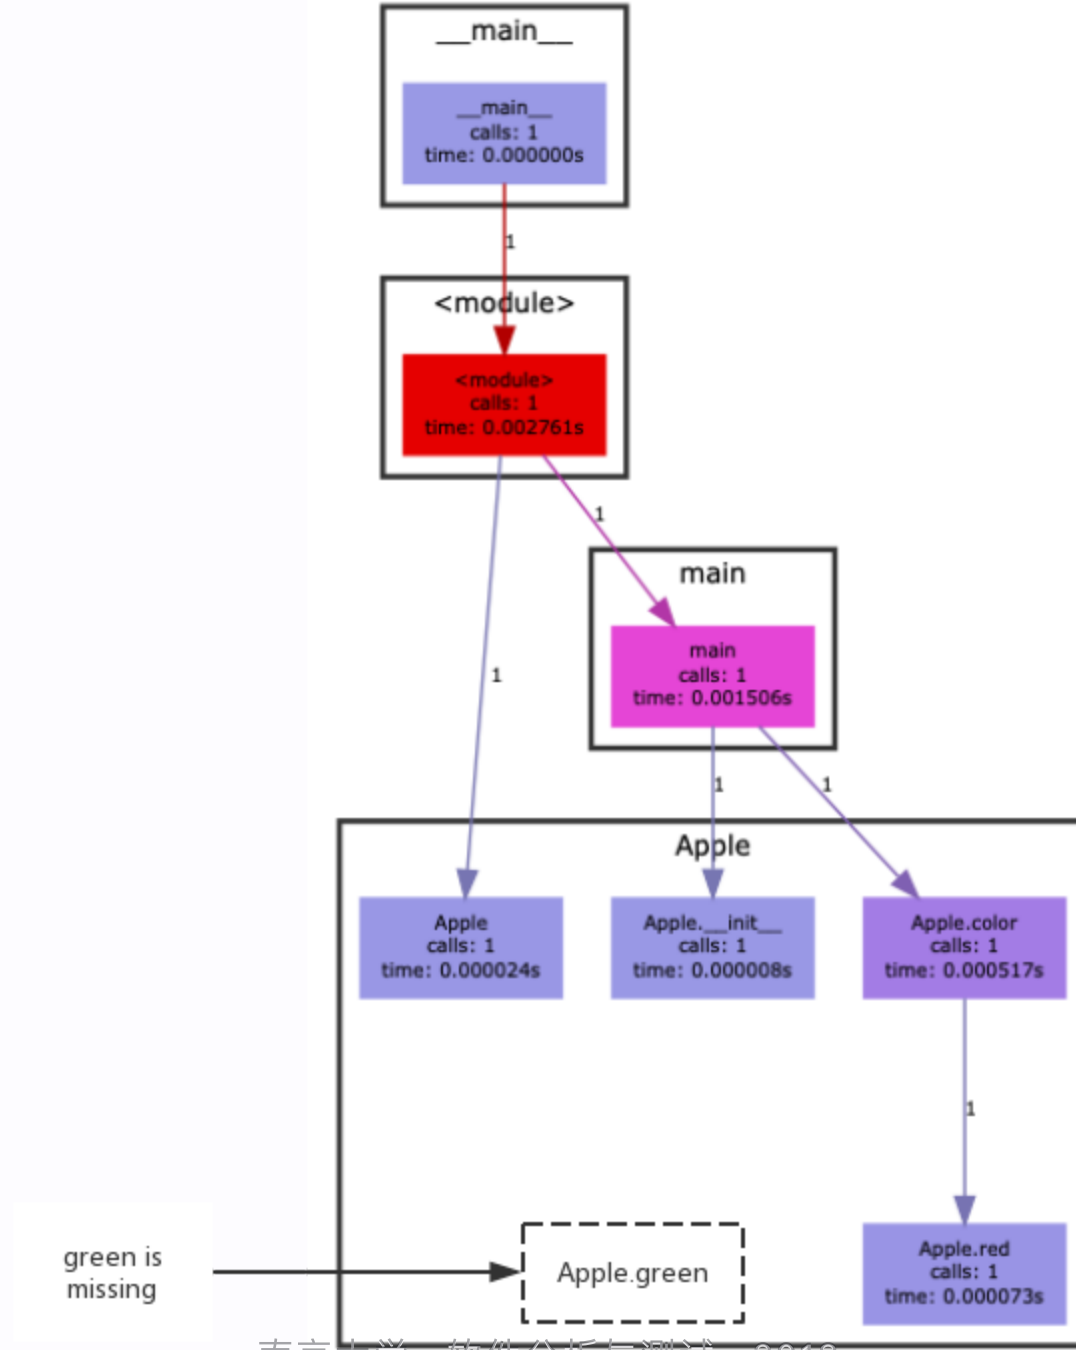 __main__
__main__
calls: 1
time: 0.000000s
1
<module>
<module>
calls: 1
time: 0.002761s
1
main
main
calls: 1
time: 0.001506s
1
1
1
Apple
Apple
calls: 1
time: 0.000024s
Apple.__init__
calls: 1
time: 0.000008s
Apple.color
calls: 1
time: 0.000517s
1
green is
missing
Apple.green
Apple.red
calls: 1
time: 0.000073s